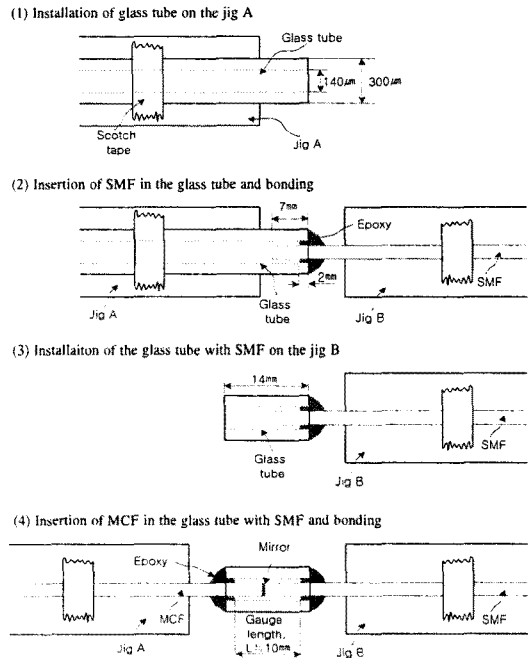 (1) Installation of glass tube on the jig A
Glass tube
140㎛
300㎛
Scotch
tape
Jig A
(2) Insertion of SMF in the glass tube and bonding
7㎜
Epoxy
2㎜
SMF
Glass
tube
Jig A
Jig B
(3) Installaiton of the glass tube with SMF on the jig B
14㎜
Glass
tube
SMF
Jig B
(4) Insertion of MCF in the glass tube with SMF and bonding
Epoxy
Mirror
MCF
SMF
Gauge
length,
L≒10㎜
Jig A
Jig B